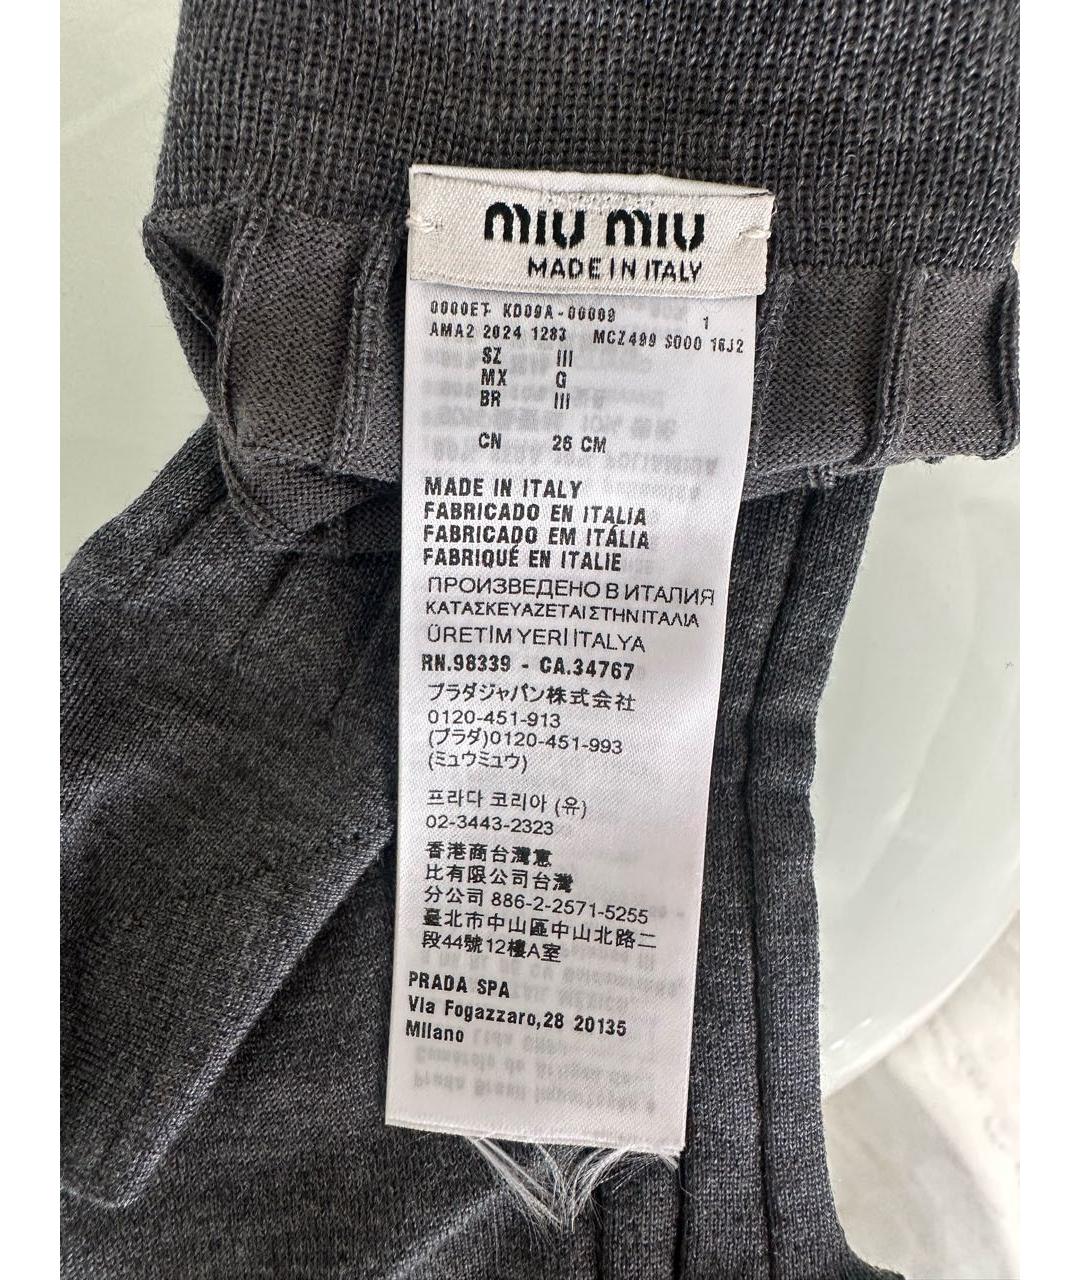 miu miu
MADE IN ITALY
0000ET KD09A-00009 1
AMA2 2024 1283 MCZ499 S000 16J2
SZ III
MX G
BR III
CN 26 CM
MADE IN ITALY
FABRICADO EN ITALIA
FABRICADO EM ITÁLIA
FABRIQUÉ EN ITALIE
ПРОИЗВЕДЕНО В ИТАЛИЯ
ΚΑΤΑΣΚΕΥΑΖΕΤΑΙ ΣΤΗΝ ΙΤΑΛΙΑ
ÜRETİM YERİ İTALYA
RN.98339 - CA.34767
プラダジャパン株式会社
0120-451-913
(プラダ)0120-451-993
(ミュウミュウ)
프라다 코리아 (유)
02-3443-2323
香港商台灣意
比有限公司台灣
分公司 886-2-2571-5255
臺北市中山區中山北路二
段44號12樓A室
PRADA SPA
Via Fogazzaro,28 20135
Milano